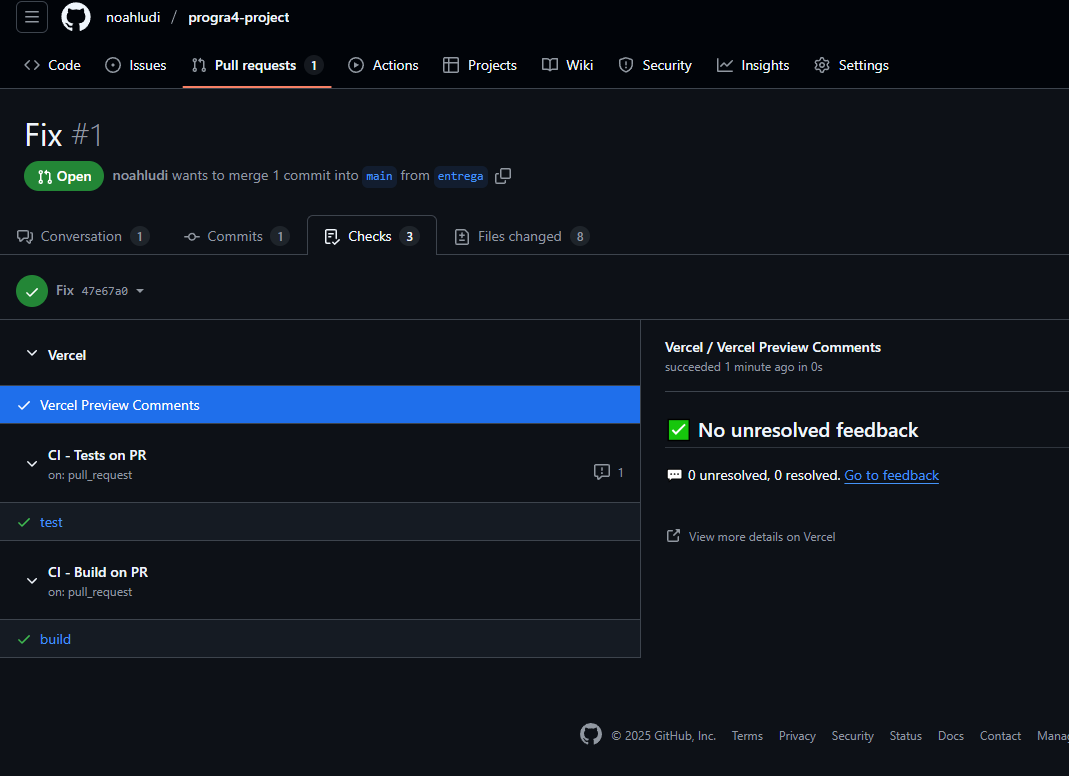 noahludi / progra4-project
Code Issues Pull requests 1 Actions Projects Wiki Security Insights Settings
Fix #1
Open noahludi wants to merge 1 commit into main from entrega
Conversation 1 Commits 1 Checks 3 Files changed 8
Fix 47e67a0
Vercel
Vercel Preview Comments
CI - Tests on PR
on: pull_request
1
test
CI - Build on PR
on: pull_request
build
Vercel / Vercel Preview Comments
succeeded 1 minute ago in 0s
No unresolved feedback
0 unresolved, 0 resolved. Go to feedback
View more details on Vercel
© 2025 GitHub, Inc. Terms Privacy Security Status Docs Contact Mana